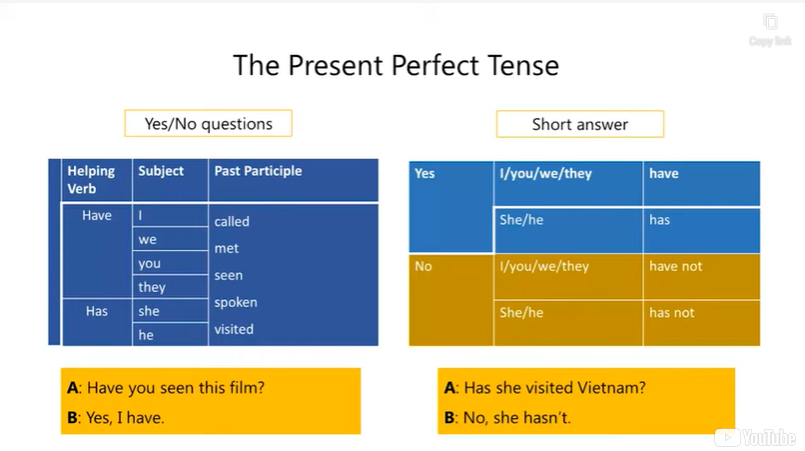 Copy link
The Present Perfect Tense
Yes/No questions
Helping Verb Subject Past Participle
Have I called
we met
you seen
they spoken
Has she visited
he
A: Have you seen this film?
B: Yes, I have.
Short answer
Yes I/you/we/they have
She/he has
No I/you/we/they have not
She/he has not
A: Has she visited Vietnam?
B: No, she hasn't.
YouTube